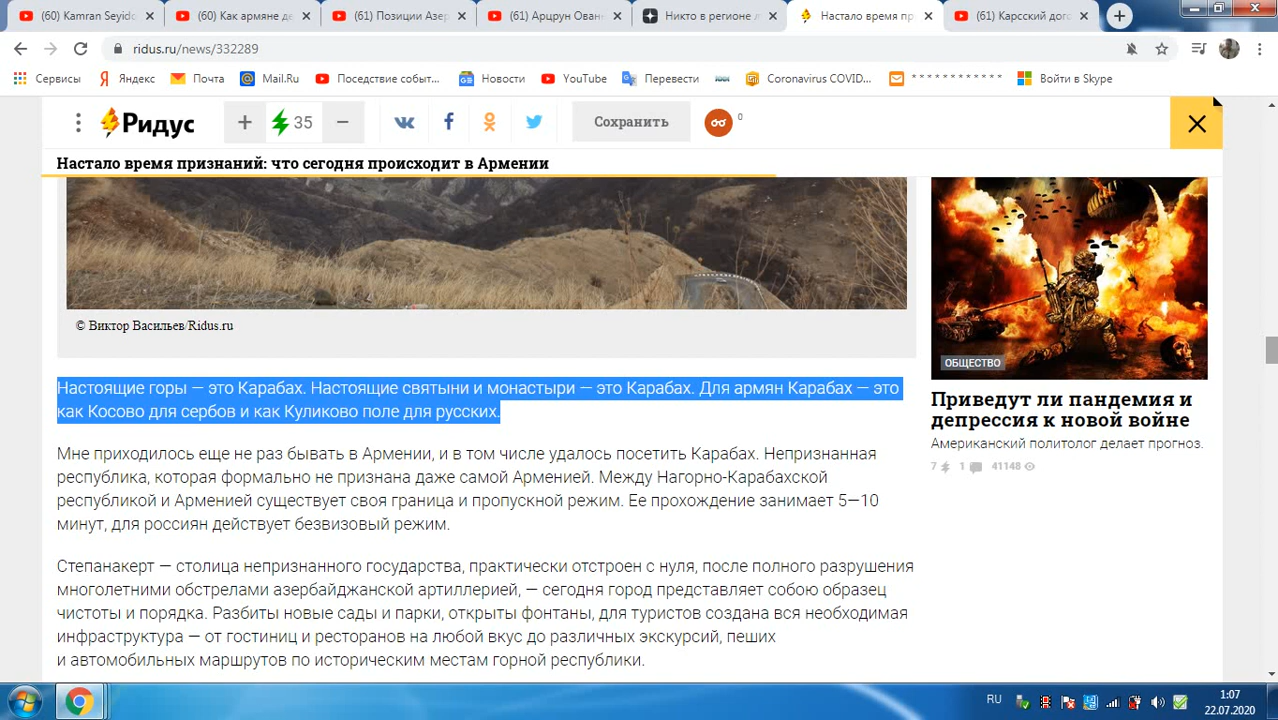 (60) Kamran Seyido
(60) Как армяне де
(61) Позиции Азер
(61) Арцрун Ован
Никто в регионе л
Настало время пр
(61) Карсский дого
ridus.ru/news/332289
Сервисы
Яндекс
Почта
Mail.Ru
Поседствие событ...
Новости
YouTube
Перевести
Coronavirus COVID...
* * * * * * * * * * * *
Войти в Skype
Ридус
+
35
−
Сохранить
0
Настало время признаний: что сегодня происходит в Армении
© Виктор Васильев/Ridus.ru
Настоящие горы — это Карабах. Настоящие святыни и монастыри — это Карабах. Для армян Карабах — это
как Косово для сербов и как Куликово поле для русских.
Мне приходилось еще не раз бывать в Армении, и в том числе удалось посетить Карабах. Непризнанная
республика, которая формально не признана даже самой Арменией. Между Нагорно-Карабахской
республикой и Арменией существует своя граница и пропускной режим. Ее прохождение занимает 5—10
минут, для россиян действует безвизовый режим.
Степанакерт — столица непризнанного государства, практически отстроен с нуля, после полного разрушения
многолетними обстрелами азербайджанской артиллерией, — сегодня город представляет собою образец
чистоты и порядка. Разбиты новые сады и парки, открыты фонтаны, для туристов создана вся необходимая
инфраструктура — от гостиниц и ресторанов на любой вкус до различных экскурсий, пеших
и автомобильных маршрутов по историческим местам горной республики.
ОБЩЕСТВО
Приведут ли пандемия и
депрессия к новой войне
Американский политолог делает прогноз.
7 1 41148
RU
1:07
22.07.2020